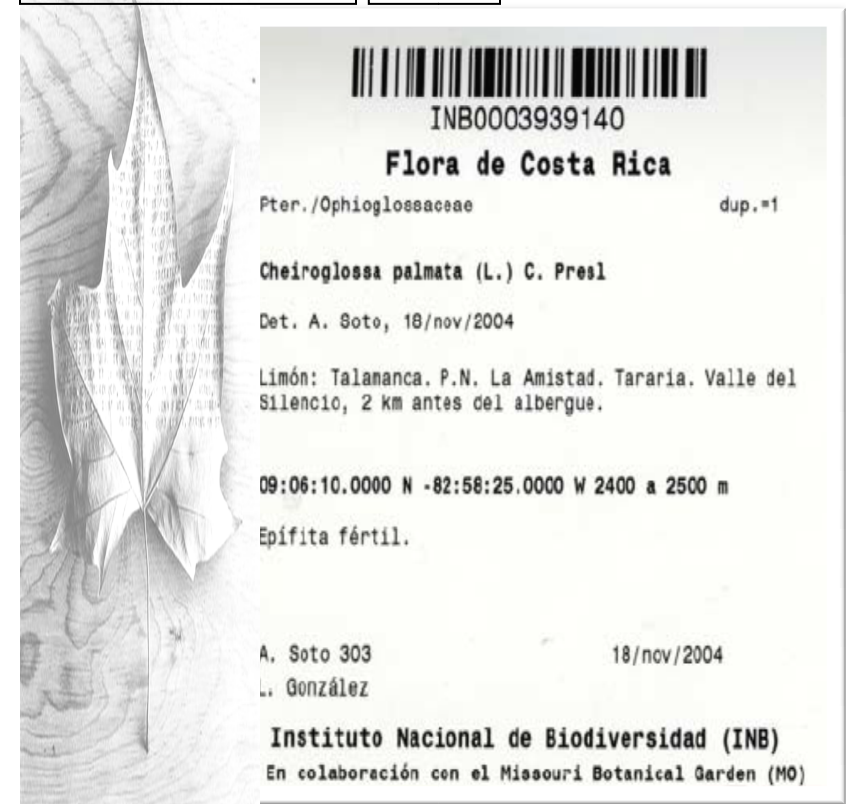 INB0003939140
Flora de Costa Rica
Pter./Ophioglossaceae dup.=1
Cheiroglossa palmata (L.) C. Presl
Det. A. Soto, 18/nov/2004
Limón: Talamanca. P.N. La Amistad. Tararia. Valle del
Silencio, 2 km antes del albergue.
09:06:10.0000 N -82:58:25.0000 W 2400 a 2500 m
Epífita fértil.
A. Soto 303 18/nov/2004
L. González
Instituto Nacional de Biodiversidad (INB)
En colaboración con el Missouri Botanical Garden (MO)